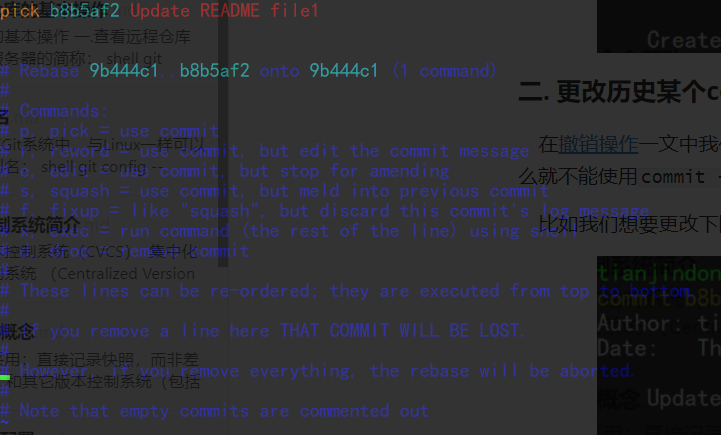 pick b8b5af2 Update README file1
的基本操作 一.查看远程仓库
服务器的简称： shell git
Create
# Rebase 9b444c1..b8b5af2 onto 9b444c1 (1 command)
#
二. 更改历史某个co
# Commands:
# p, pick = use commit
在撤销操作一文中我
Git系统中，与Linux一样可以
# r, reword = use commit, but edit the commit message
名： shell git config --
# e, edit = use commit, but stop for amending
么就不能使用 commit -
# s, squash = use commit, but meld into previous commit
# f, fixup = like "squash", but discard this commit's log message
制系统简介
比如我们想要更改下
# x, exec = run command (the rest of the line) using shell
控制系统（CVCS） 集中化
# d, drop = remove commit
系统 （Centralized Version
#
tianjindon
# These lines can be re-ordered; they are executed from top to bottom.
commit b8b
#
Author: ti
概念
# If you remove a line here THAT COMMIT WILL BE LOST.
Date: Th
#
采用：直接记录快照，而非差
# However, if you remove everything, the rebase will be aborted.
和其它版本控制系统（包括
#
Update
# Note that empty commits are commented out
~